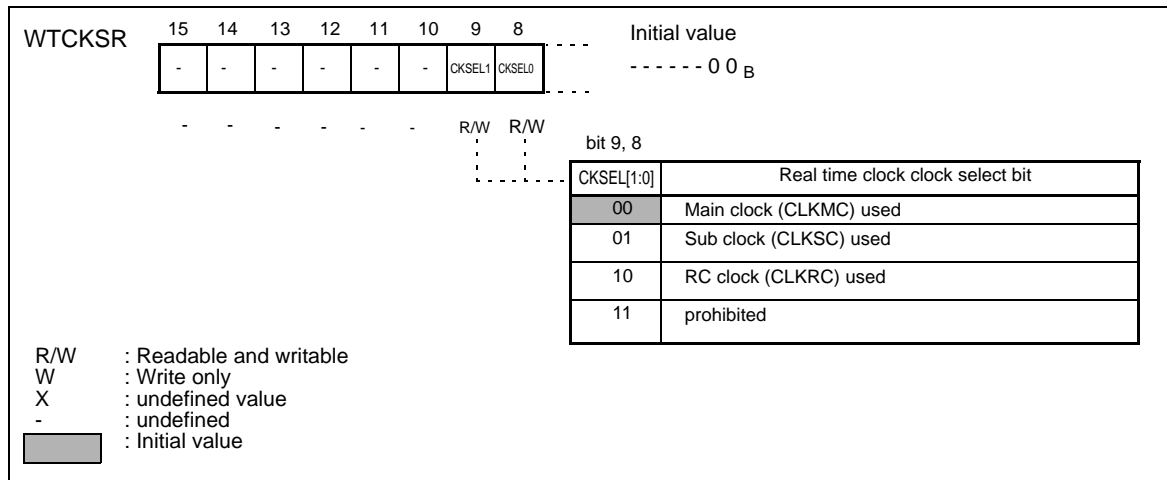 WTCKSR 15 14 13 12 11 10 9 8 Initial value
- - - - - - CKSEL1 CKSEL0 - - - - - - 0 0 B
- - - - - - R/W R/W
bit 9, 8
CKSEL[1:0] Real time clock clock select bit
00 Main clock (CLKMC) used
01 Sub clock (CLKSC) used
10 RC clock (CLKRC) used
11 prohibited
R/W : Readable and writable
W : Write only
X : undefined value
- : undefined
: Initial value